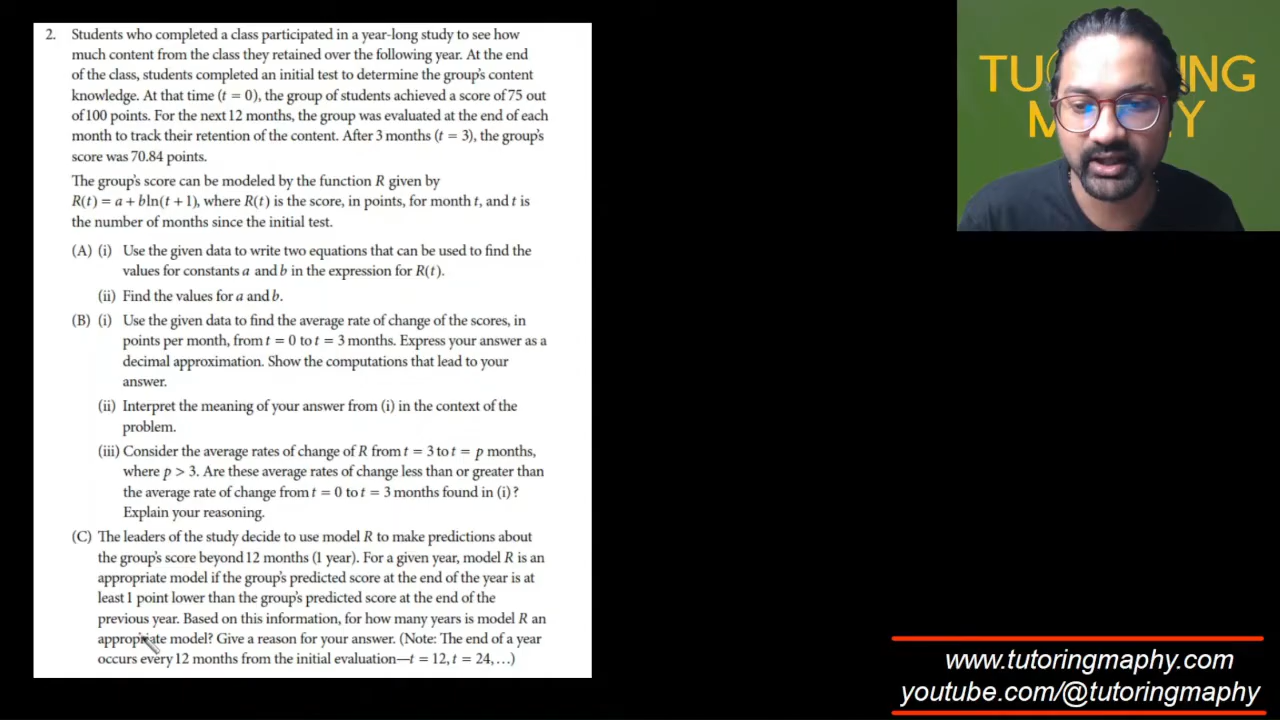 2. Students who completed a class participated in a year-long study to see how
much content from the class they retained over the following year. At the end
of the class, students completed an initial test to determine the group's content
knowledge. At that time (t = 0), the group of students achieved a score of 75 out
of 100 points. For the next 12 months, the group was evaluated at the end of each
month to track their retention of the content. After 3 months (t = 3), the group's
score was 70.84 points.
The group's score can be modeled by the function R given by
R(t) = a + bln(t + 1), where R(t) is the score, in points, for month t, and t is
the number of months since the initial test.
(A) (i) Use the given data to write two equations that can be used to find the
values for constants a and b in the expression for R(t).
(ii) Find the values for a and b.
(B) (i) Use the given data to find the average rate of change of the scores, in
points per month, from t = 0 to t = 3 months. Express your answer as a
decimal approximation. Show the computations that lead to your
answer.
(ii) Interpret the meaning of your answer from (i) in the context of the
problem.
(iii) Consider the average rates of change of R from t = 3 to t = p months,
where p > 3. Are these average rates of change less than or greater than
the average rate of change from t = 0 to t = 3 months found in (i)?
Explain your reasoning.
(C) The leaders of the study decide to use model R to make predictions about
the group's score beyond 12 months (1 year). For a given year, model R is an
appropriate model if the group's predicted score at the end of the year is at
least 1 point lower than the group's predicted score at the end of the
previous year. Based on this information, for how many years is model R an
appropriate model? Give a reason for your answer. (Note: The end of a year
occurs every 12 months from the initial evaluation—t = 12, t = 24, …)
www.tutoringmaphy.com
youtube.com/@tutoringmaphy